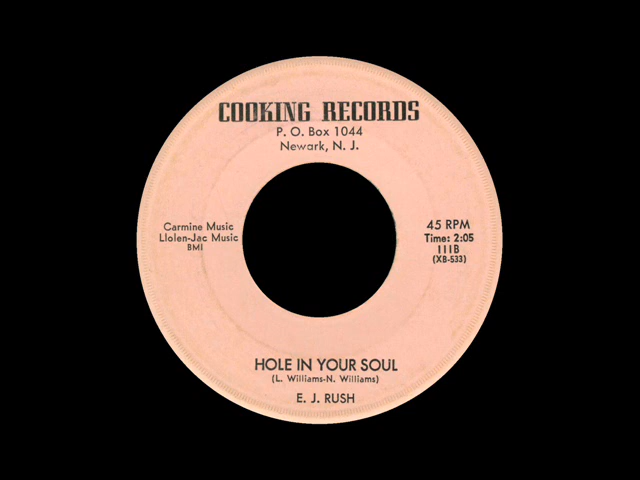 COOKING RECORDS
P. O. Box 1044
Newark, N. J.
Carmine Music
Llolen-Jac Music
BMI
45 RPM
Time: 2:05
111B
(XB-533)
HOLE IN YOUR SOUL
(L. Williams-N. Williams)
E. J. RUSH